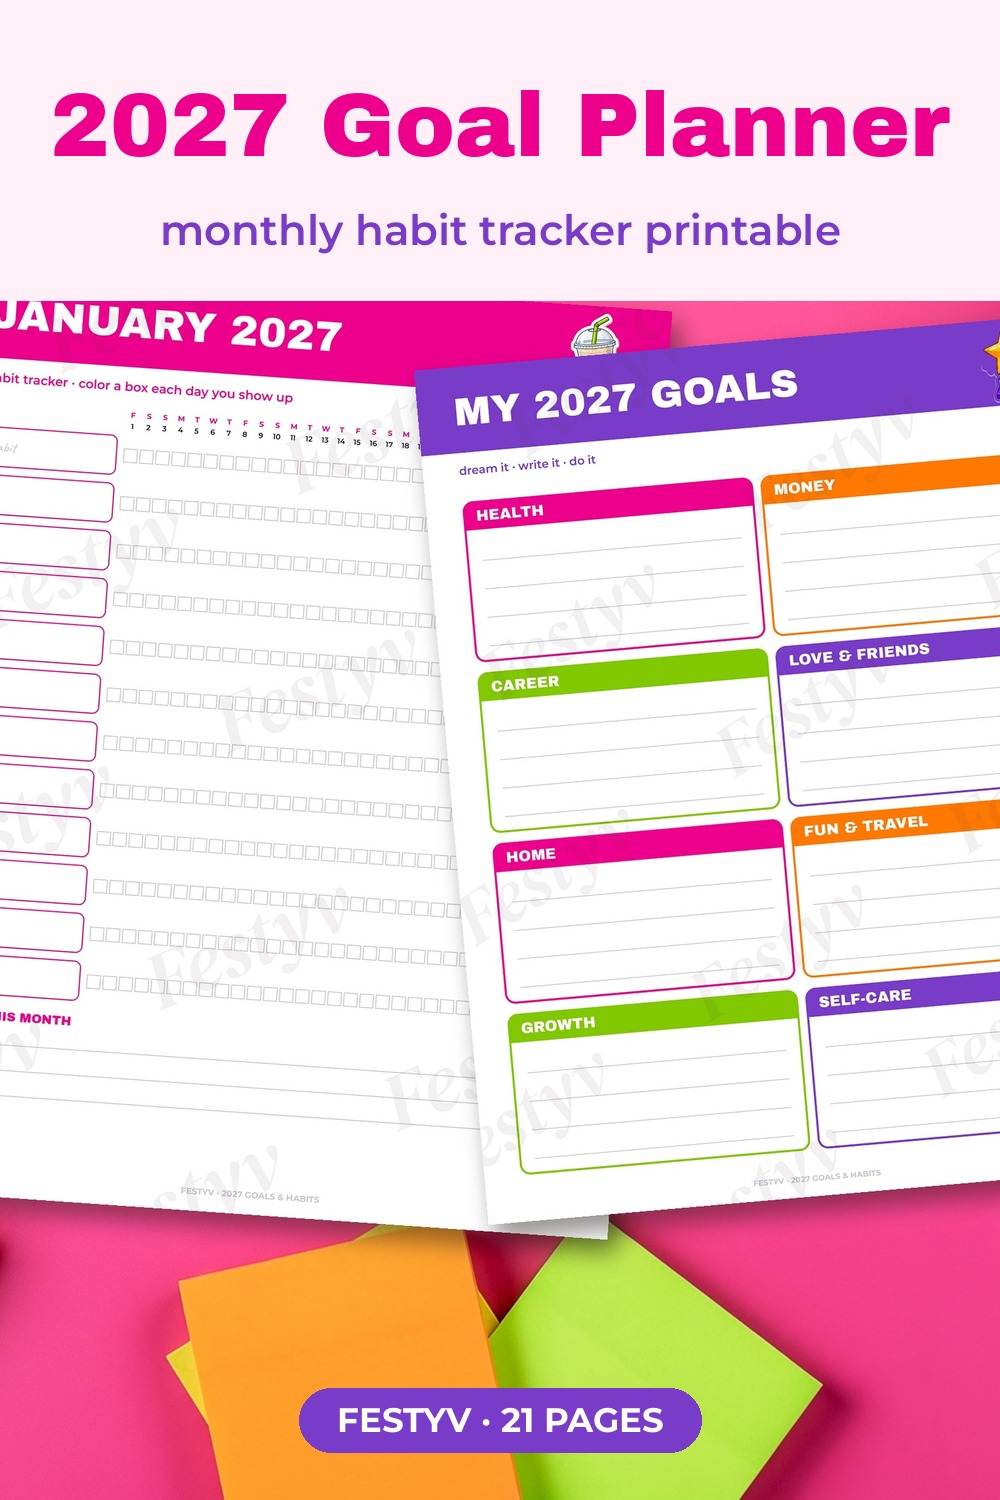 2027 Goal Planner
monthly habit tracker printable
JANUARY 2027
tracker · color a box each day you show up
F S S M T W T F S S M T W T F S S M
1 2 3 4 5 6 7 8 9 10 11 12 13 14 15 16 17 18
THIS MONTH
FESTYV · 2027 GOALS & HABITS
MY 2027 GOALS
dream it · write it · do it
HEALTH
MONEY
CAREER
LOVE & FRIENDS
HOME
FUN & TRAVEL
GROWTH
SELF-CARE
FESTYV · 2027 GOALS & HABITS
Festyv
FESTYV · 21 PAGES